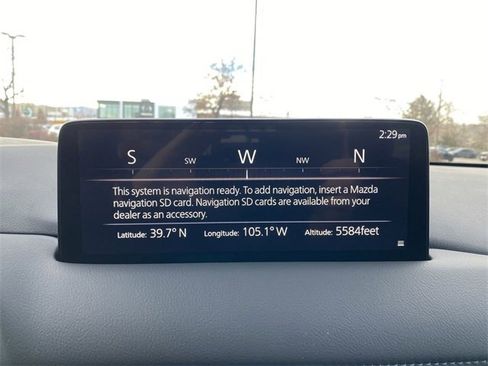 2:29pm
S SW W NW N
This system is navigation ready. To add navigation, insert a Mazda
navigation SD card. Navigation SD cards are available from your
dealer as an accessory.
Latitude: 39.7° N Longitude: 105.1° W Altitude: 5584feet